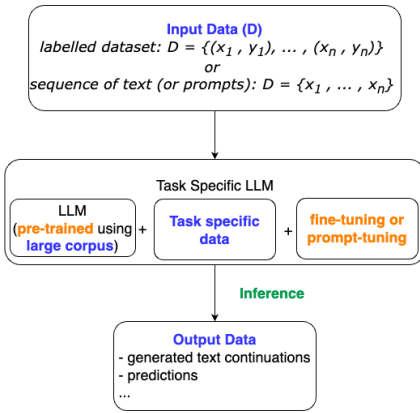 Input Data (D)
labelled dataset: D = {(x₁ , y₁), ... , (xₙ , yₙ)}
or
sequence of text (or prompts): D = {x₁ , ... , xₙ}
Task Specific LLM
LLM
(pre-trained using
large corpus)
+
Task specific
data
+
fine-tuning or
prompt-tuning
Inference
Output Data
- generated text continuations
- predictions
...